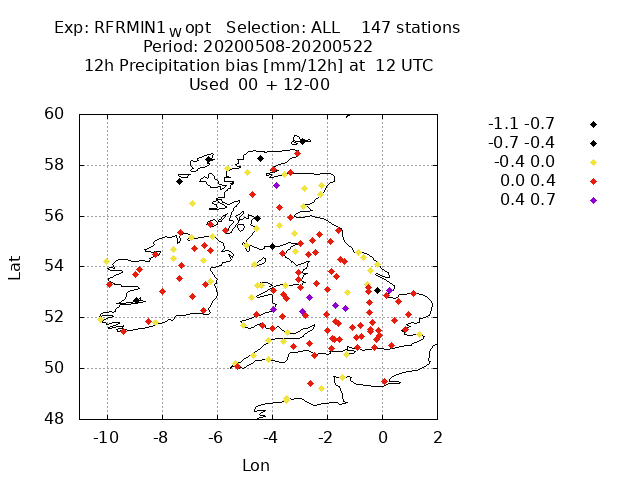 Exp: RFRMIN1 W opt Selection: ALL 147 stations
Period: 20200508-20200522
12h Precipitation bias [mm/12h] at 12 UTC
Used 00 + 12-00
-1.1 -0.7
-0.7 -0.4
-0.4 0.0
0.0 0.4
0.4 0.7
60
58
56
54
52
50
48
Lat
-10 -8 -6 -4 -2 0 2
Lon